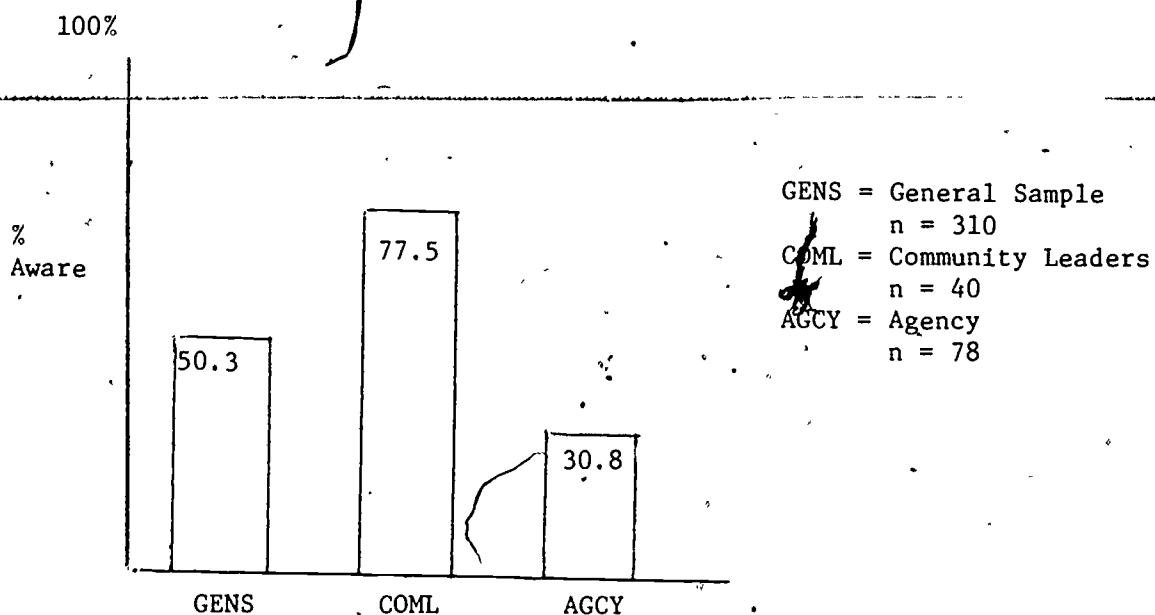 100%
%
Aware
50.3
77.5
30.8
GENS
COML
AGCY
GENS = General Sample
n = 310
COML = Community Leaders
n = 40
AGCY = Agency
n = 78